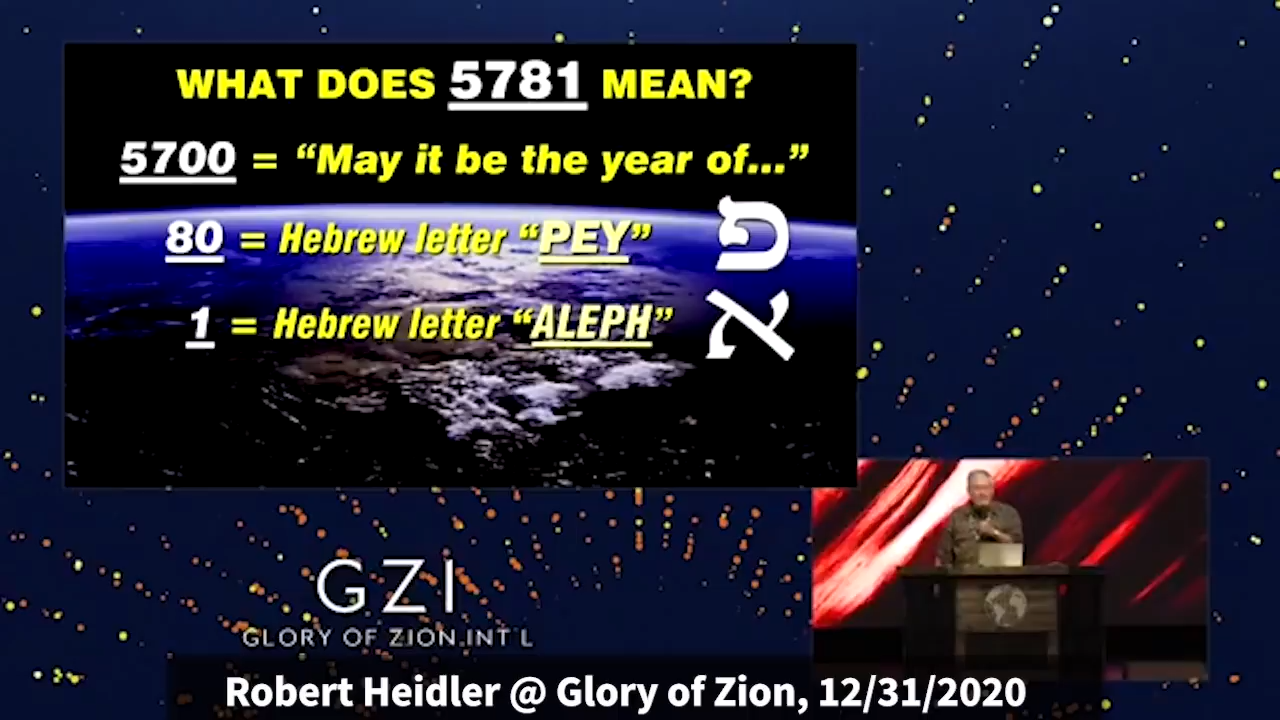 WHAT DOES 5781 MEAN?
5700 = “May it be the year of...”
80 = Hebrew letter “PEY” פ
1 = Hebrew letter “ALEPH” א
GZI
GLORY OF ZION INT'L
Robert Heidler @ Glory of Zion, 12/31/2020